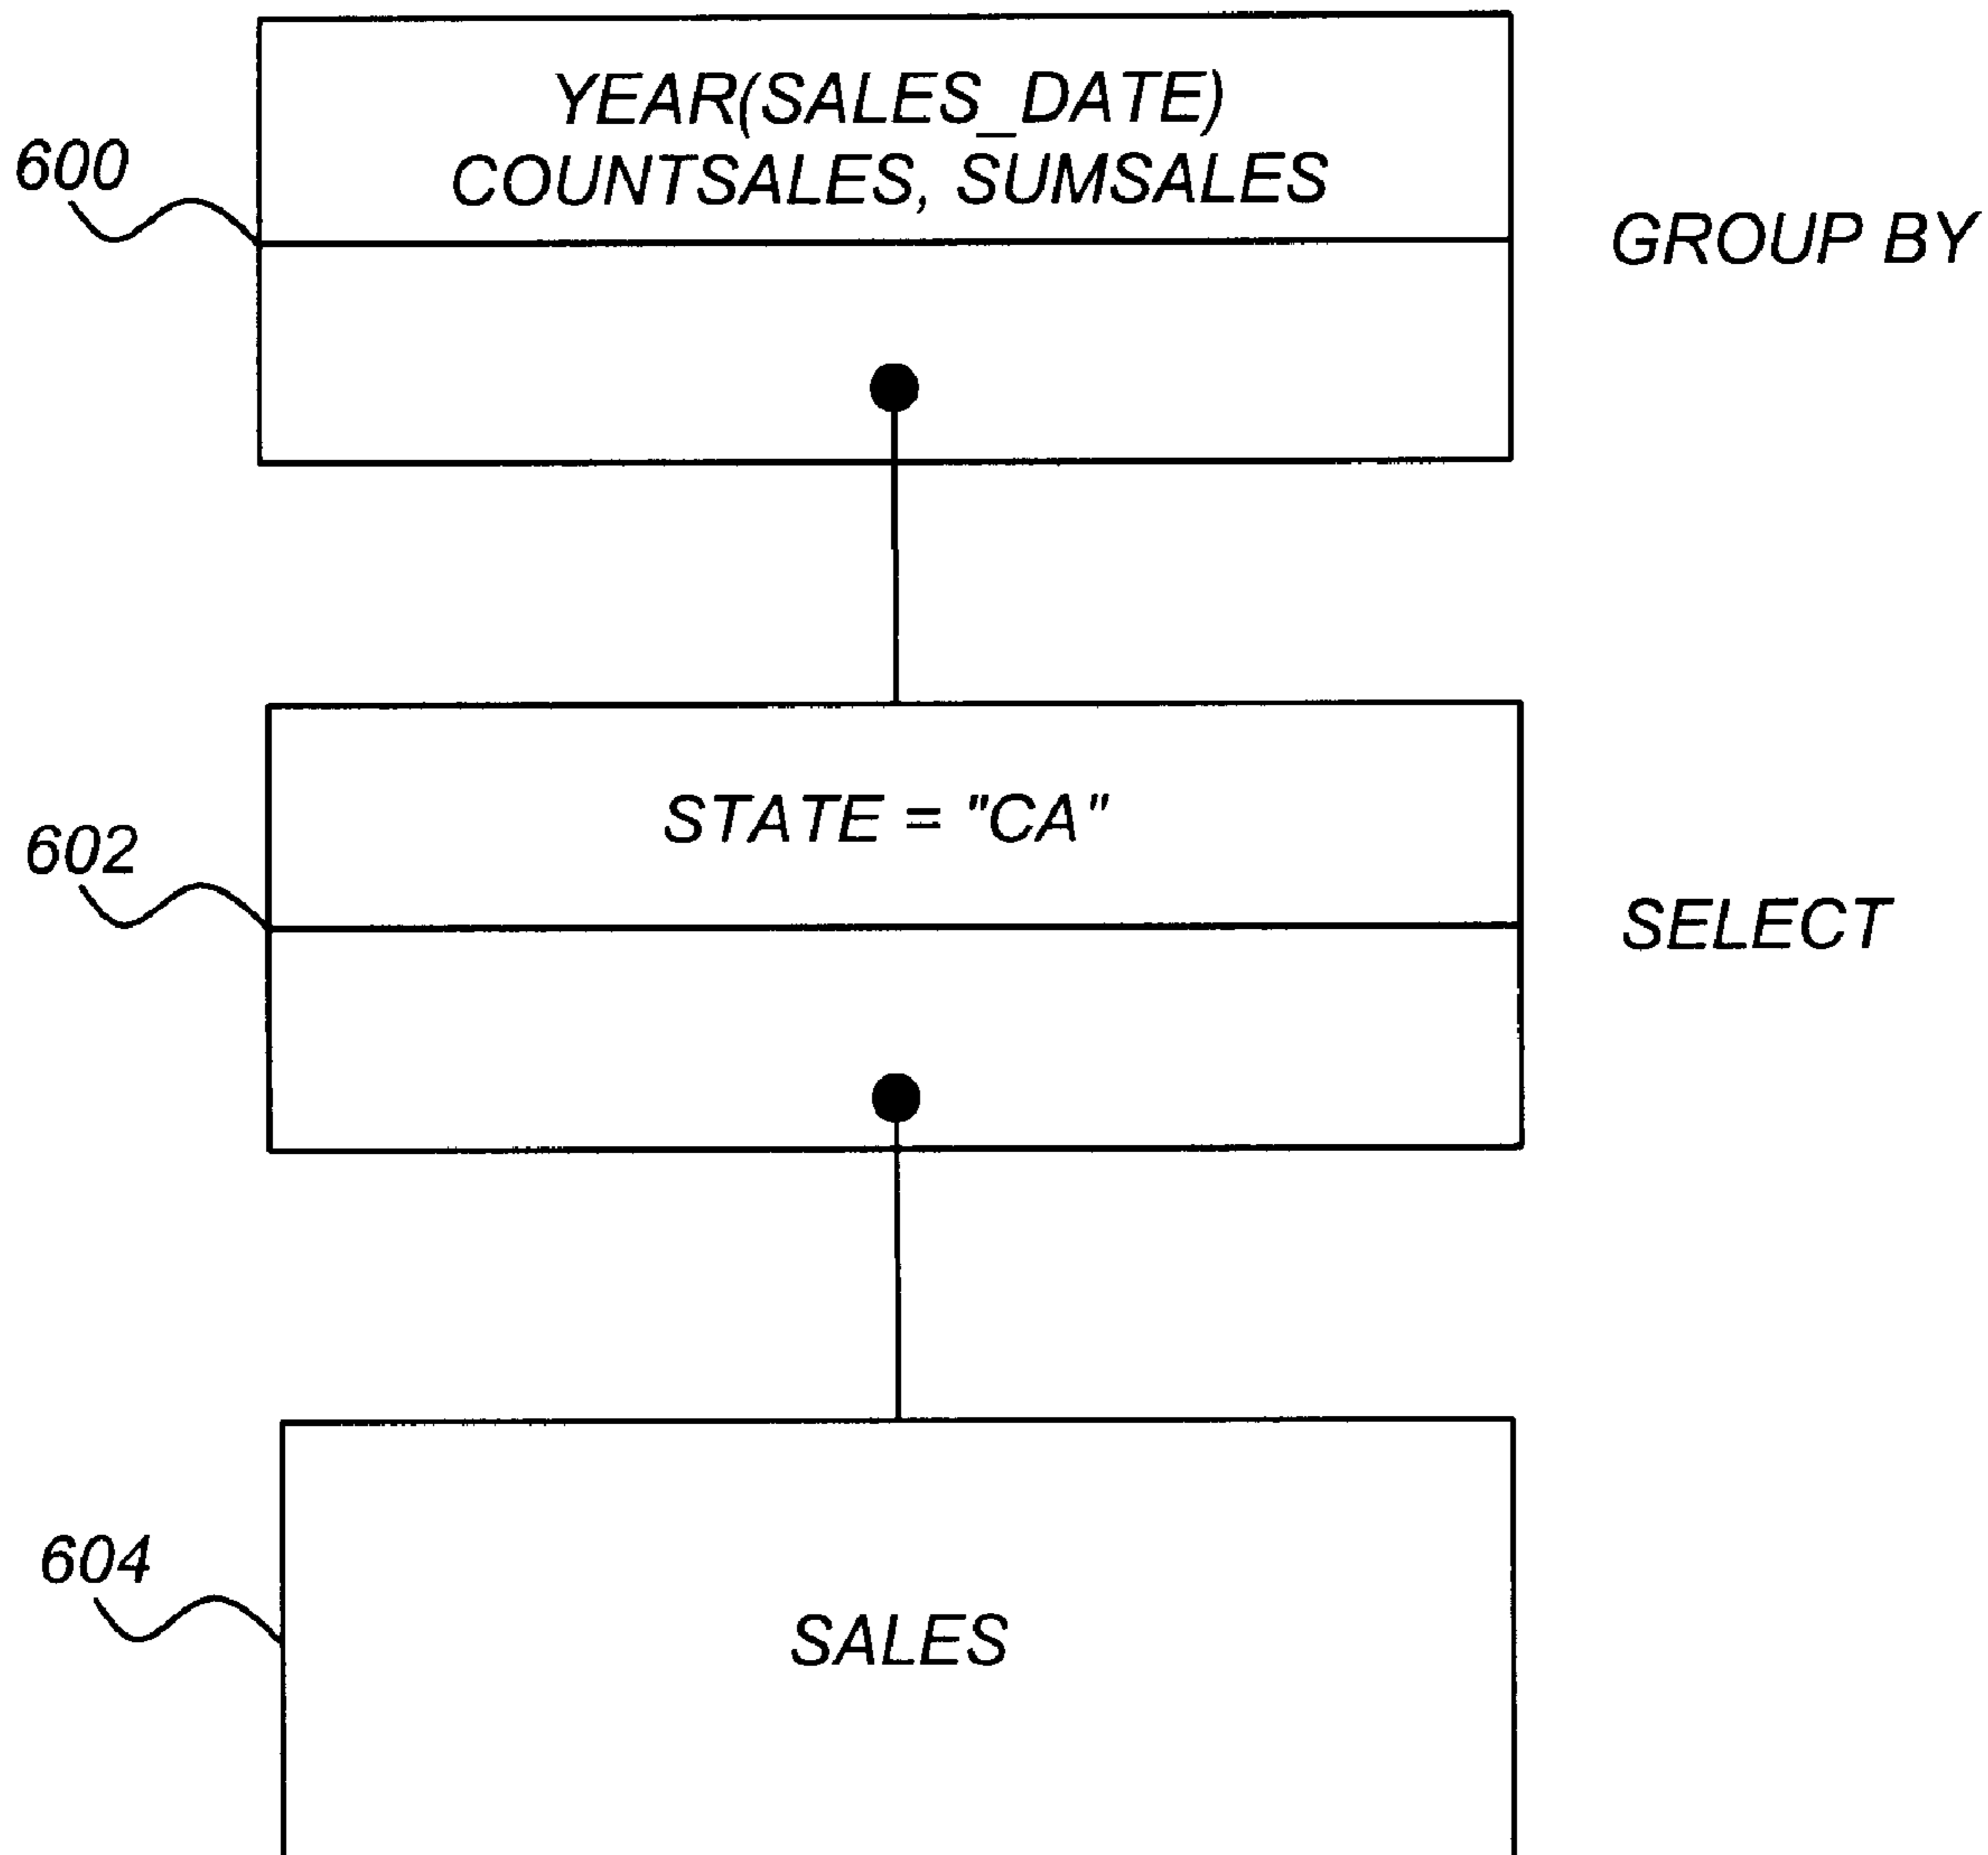 YEAR(SALES_DATE)
COUNTSALES, SUMSALES
600
GROUP BY
STATE = "CA"
602
SELECT
604
SALES